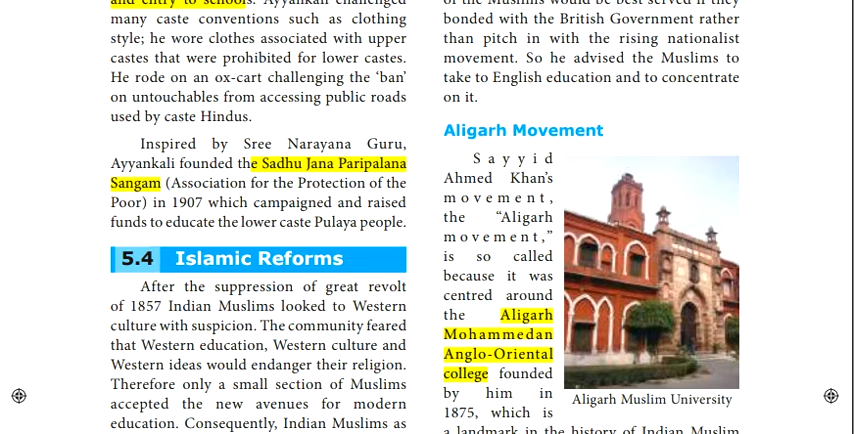 and entry to schools. Ayyankali challenged
many caste conventions such as clothing
style; he wore clothes associated with upper
castes that were prohibited for lower castes.
He rode on an ox-cart challenging the ‘ban’
on untouchables from accessing public roads
used by caste Hindus.
Inspired by Sree Narayana Guru,
Ayyankali founded the Sadhu Jana Paripalana
Sangam (Association for the Protection of the
Poor) in 1907 which campaigned and raised
funds to educate the lower caste Pulaya people.
5.4 Islamic Reforms
After the suppression of great revolt
of 1857 Indian Muslims looked to Western
culture with suspicion. The community feared
that Western education, Western culture and
Western ideas would endanger their religion.
Therefore only a small section of Muslims
accepted the new avenues for modern
education. Consequently, Indian Muslims as
of the Muslims would be best served if they
bonded with the British Government rather
than pitch in with the rising nationalist
movement. So he advised the Muslims to
take to English education and to concentrate
on it.
Aligarh Movement
Sayyid
Ahmed Khan’s
movement,
the “Aligarh
movement,”
is so called
because it was
centred around
the Aligarh
Mohammedan
Anglo-Oriental
college founded
by him in
1875, which is
a landmark in the history of Indian Muslim
Aligarh Muslim University